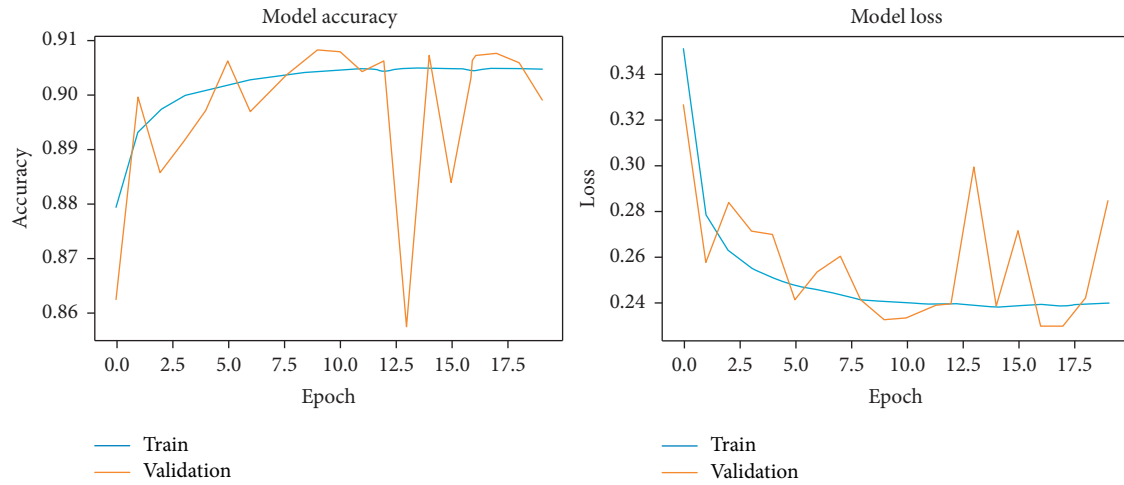 Model accuracy
0.91
0.90
0.89
0.88
0.87
0.86
Accuracy
0.0 2.5 5.0 7.5 10.0 12.5 15.0 17.5
Epoch
Train
Validation
Model loss
0.34
0.32
0.30
0.28
0.26
0.24
Loss
0.0 2.5 5.0 7.5 10.0 12.5 15.0 17.5
Epoch
Train
Validation